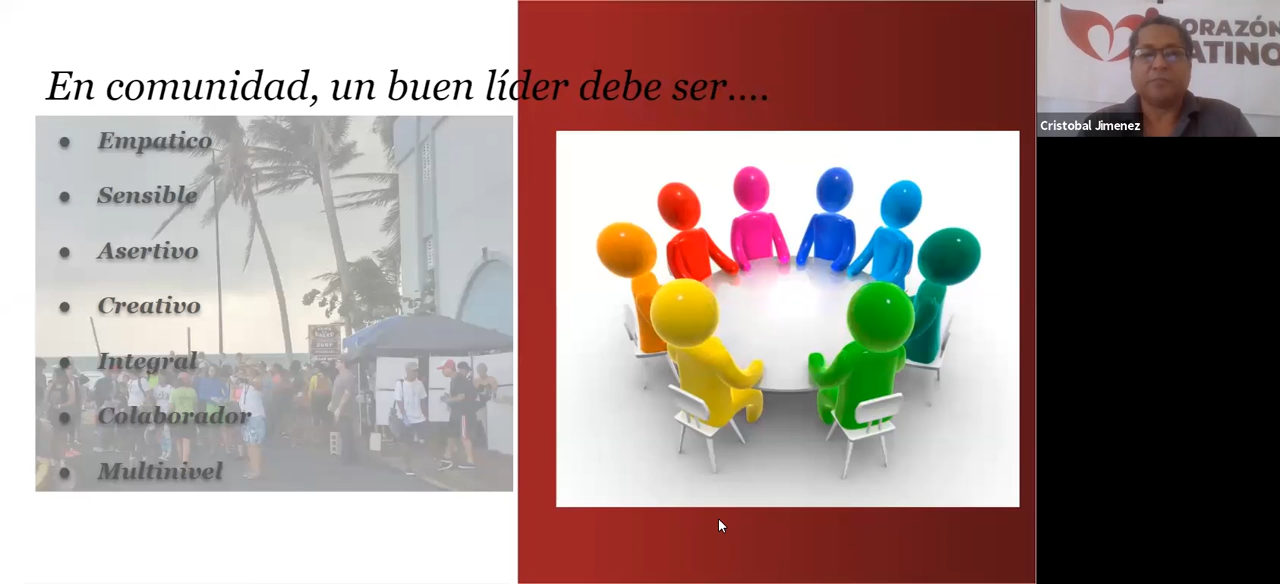 En comunidad, un buen líder debe ser....
• Empatico
• Sensible
• Asertivo
• Creativo
• Integral
• Colaborador
• Multinivel
ORAZÓN
ATINO
Cristobal Jimenez